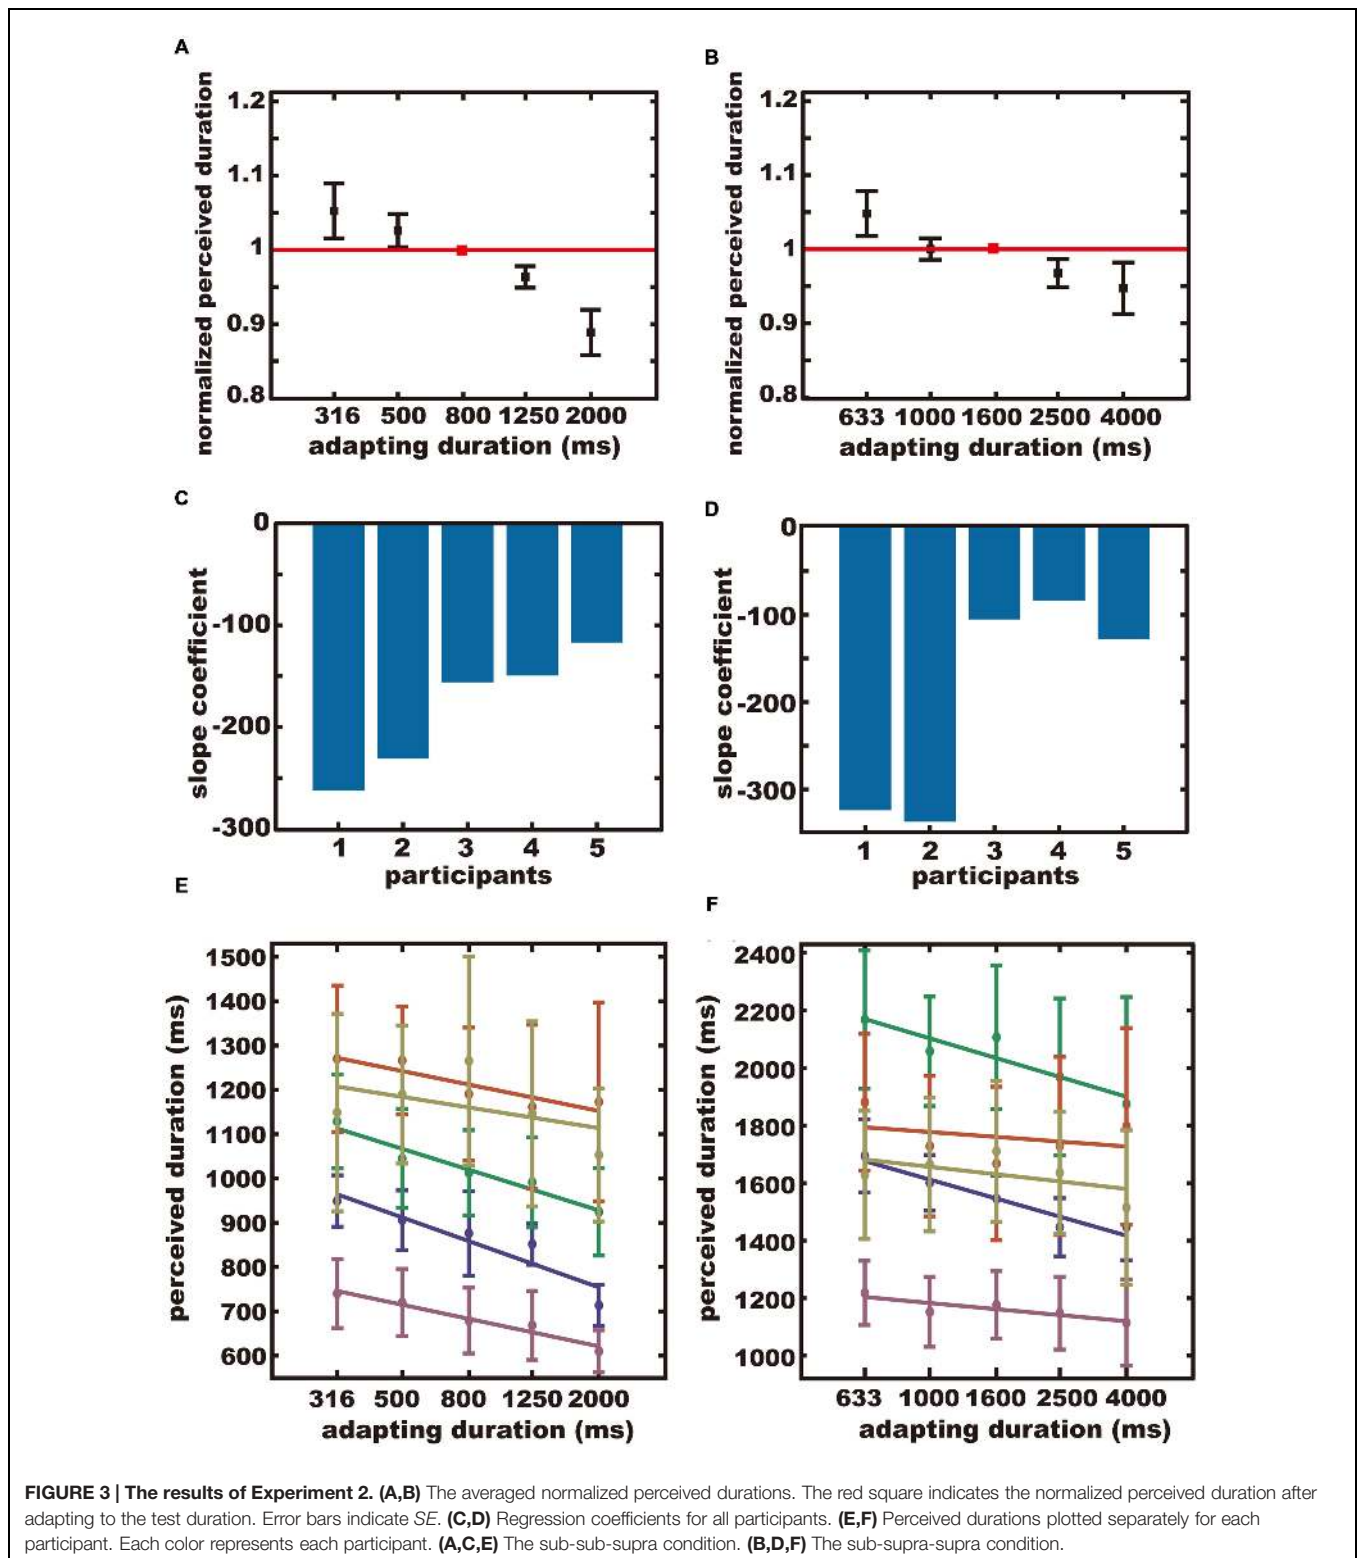 A
normalized perceived duration
1.2
1.1
1
0.9
0.8
316 500 800 1250 2000
adapting duration (ms)
B
normalized perceived duration
1.2
1.1
1
0.9
0.8
633 1000 1600 2500 4000
adapting duration (ms)
C
slope coefficient
0
-100
-200
-300
1 2 3 4 5
participants
D
slope coefficient
0
-100
-200
-300
1 2 3 4 5
participants
E
perceived duration (ms)
1500
1400
1300
1200
1100
1000
900
800
700
600
316 500 800 1250 2000
adapting duration (ms)
F
perceived duration (ms)
2400
2200
2000
1800
1600
1400
1200
1000
633 1000 1600 2500 4000
adapting duration (ms)
FIGURE 3 | The results of Experiment 2. (A,B) The averaged normalized perceived durations. The red square indicates the normalized perceived duration after
adapting to the test duration. Error bars indicate SE. (C,D) Regression coefficients for all participants. (E,F) Perceived durations plotted separately for each
participant. Each color represents each participant. (A,C,E) The sub-sub-supra condition. (B,D,F) The sub-supra-supra condition.